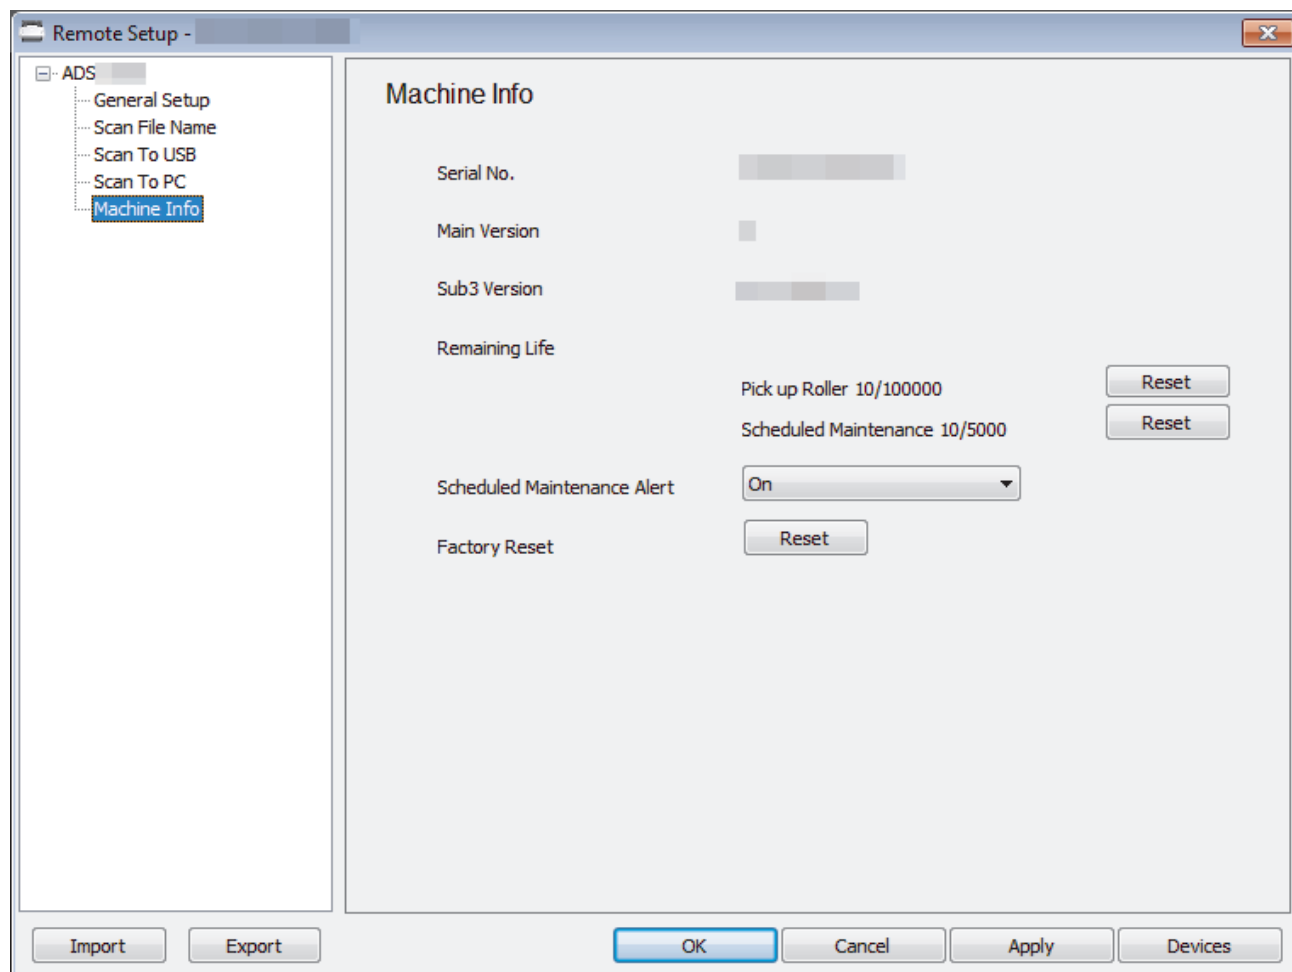 Remote Setup -
ADS
General Setup
Scan File Name
Scan To USB
Scan To PC
Machine Info
Machine Info
Serial No.
Main Version
Sub3 Version
Remaining Life
Pick up Roller 10/100000 Reset
Scheduled Maintenance 10/5000 Reset
Scheduled Maintenance Alert On
Factory Reset Reset
Import Export OK Cancel Apply Devices